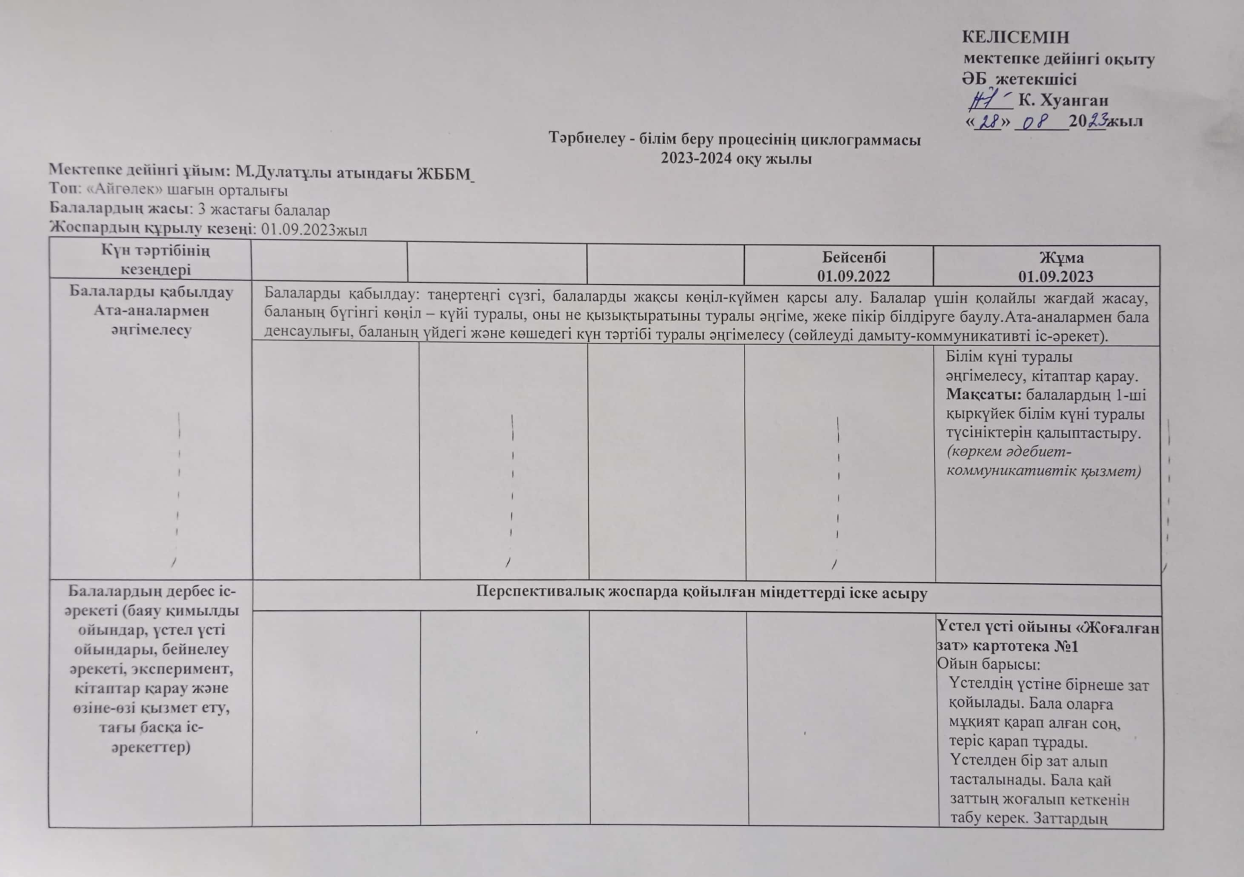 КЕЛІСЕМІН
мектепке дейінгі оқыту
ӘБ жетекшісі
____ К. Хуанган
«28» 08 2023жыл
Тәрбиелеу - білім беру процесінің циклограммасы
2023-2024 оқу жылы
Мектепке дейінгі ұйым: М.Дулатұлы атындағы ЖББМ_
Топ: «Айгөлек» шағын орталығы
Балалардың жасы: 3 жастағы балалар
Жоспардың құрылу кезеңі: 01.09.2023жыл
Күн тәртібінің
кезеңдері
Бейсенбі
01.09.2022
Жұма
01.09.2023
Балаларды қабылдау
Ата-аналармен
әңгімелесу
Балаларды қабылдау: таңертеңгі сүзгі, балаларды жақсы көңіл-күймен қарсы алу. Балалар үшін қолайлы жағдай жасау,
баланың бүгінгі көңіл – күйі туралы, оны не қызықтыратыны туралы әңгіме, жеке пікір білдіруге баулу.Ата-аналармен бала
денсаулығы, баланың үйдегі және көшедегі күн тәртібі туралы әңгімелесу (сөйлеуді дамыту-коммуникативті іс-әрекет).
Білім күні туралы
әңгімелесу, кітаптар қарау.
Мақсаты: балалардың 1-ші
қыркүйек білім күні туралы
түсініктерін қалыптастыру.
(көркем әдебиет-
коммуникативтік қызмет)
Балалардың дербес іс-
әрекеті (баяу қимылды
ойындар, үстел үсті
ойындары, бейнелеу
әрекеті, эксперимент,
кітаптар қарау және
өзіне-өзі қызмет ету,
тағы басқа іс-
әрекеттер)
Перспективалық жоспарда қойылған міндеттерді іске асыру
Үстел үсті ойыны «Жоғалған
зат» картотека №1
Ойын барысы:
Үстелдің үстіне бірнеше зат
қойылады. Бала оларға
мұқият қарап алған соң,
теріс қарап тұрады.
Үстелден бір зат алып
тасталынады. Бала қай
заттың жоғалып кеткенін
табу керек. Заттардың